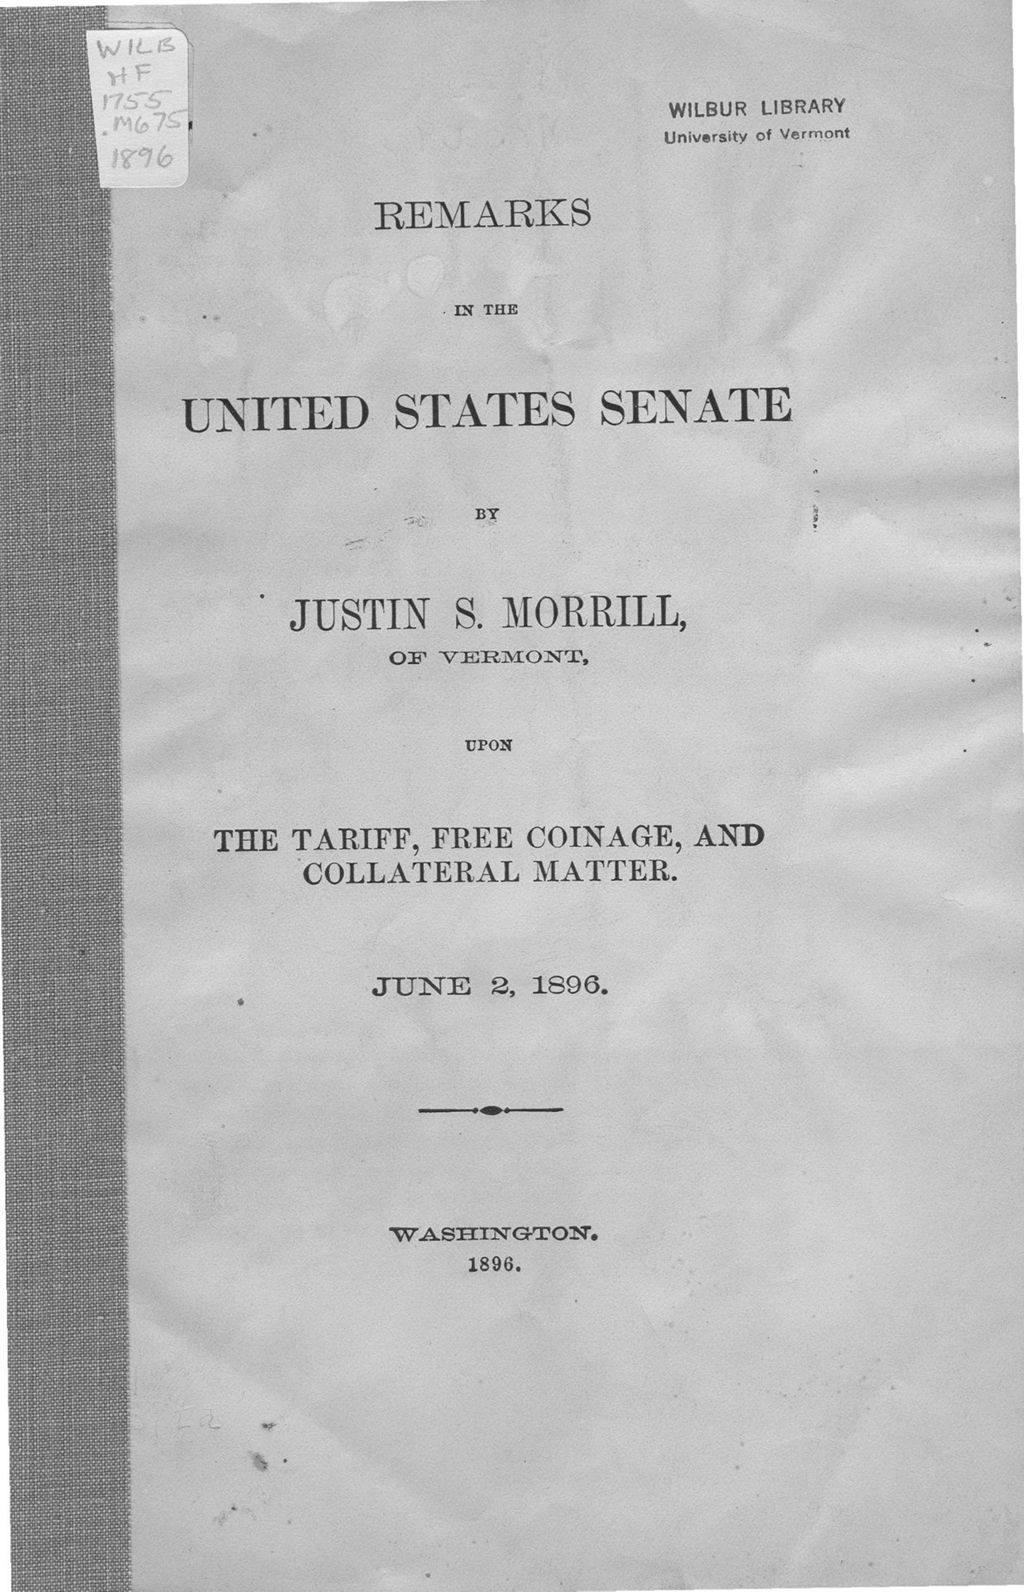 WILB
HF
1755
.M675
1896
WILBUR LIBRARY
University of Vermont
REMARKS
IN THE
UNITED STATES SENATE
BY
JUSTIN S. MORRILL,
OF VERMONT,
UPON
THE TARIFF, FREE COINAGE, AND
COLLATERAL MATTER.
JUNE 2, 1896.
WASHINGTON.
1896.